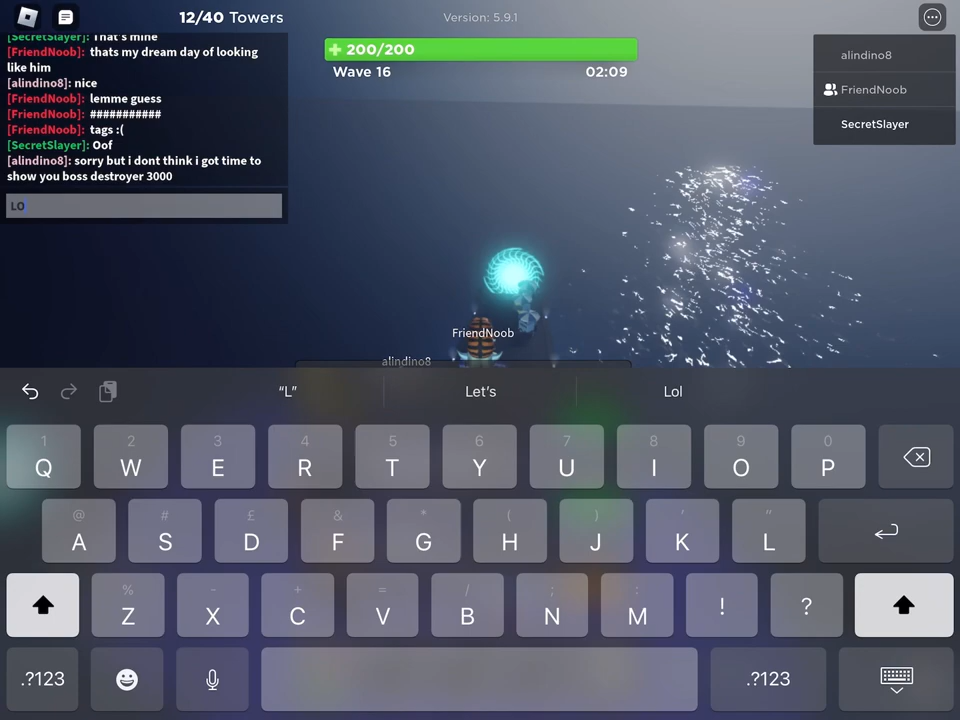 12/40 Towers
Version: 5.9.1
[SecretSlayer]: That's mine
[FriendNoob]: thats my dream day of looking
like him
[alindino8]: nice
[FriendNoob]: lemme guess
[FriendNoob]: ###########
[FriendNoob]: tags :(
[SecretSlayer]: Oof
[alindino8]: sorry but i dont think i got time to
show you boss destroyer 3000
LO
200/200
Wave 16
02:09
alindino8
FriendNoob
SecretSlayer
FriendNoob
alindino8
“L” Let's Lol
1 2 3 4 5 6 7 8 9 0
Q W E R T Y U I O P
@ # £ & * ( ) ' "
A S D F G H J K L
% - + = / ; :
Z X C V B N M ! ?
.?123 .?123